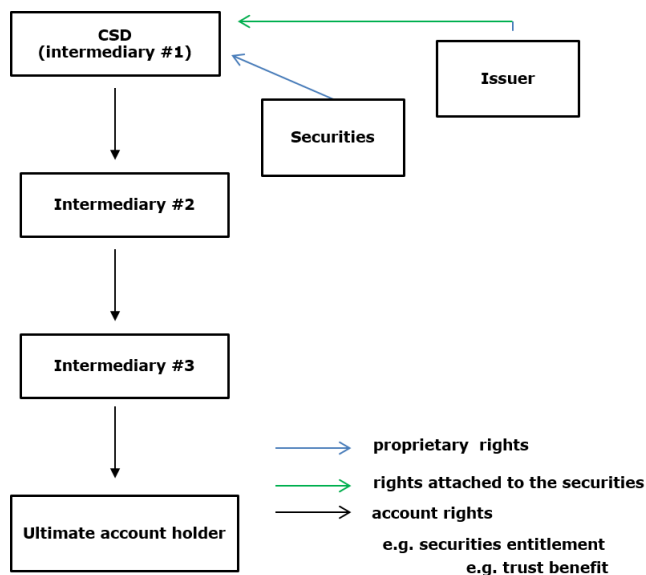 CSD
(intermediary #1)
Issuer
Securities
Intermediary #2
Intermediary #3
Ultimate account holder
proprietary rights
rights attached to the securities
account rights
e.g. securities entitlement
e.g. trust benefit